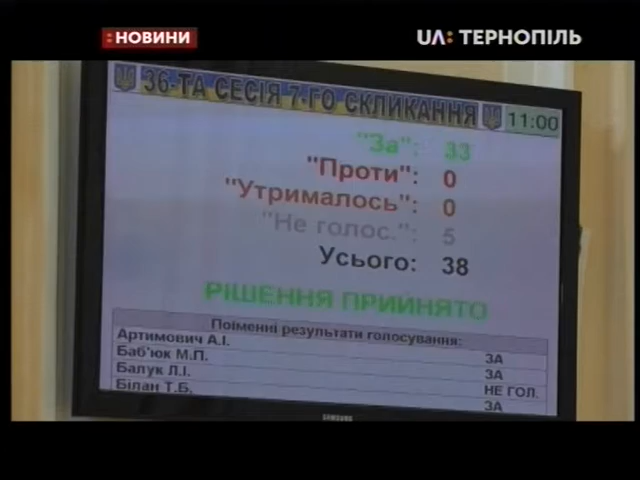 :НОВИНИ
UA: ТЕРНОПІЛЬ
36-ТА СЕСІЯ 7-ГО СКЛИКАННЯ
11:00
"За": 33
"Проти": 0
"Утрималось": 0
"Не голос.": 5
Усього: 38
РІШЕННЯ ПРИЙНЯТО
Поіменні результати голосування:
Артимович А.І. ЗА
Баб'юк М.П. ЗА
Балук Л.І. НЕ ГОЛ.
Білан Т.Б. ЗА
SAMSUNG